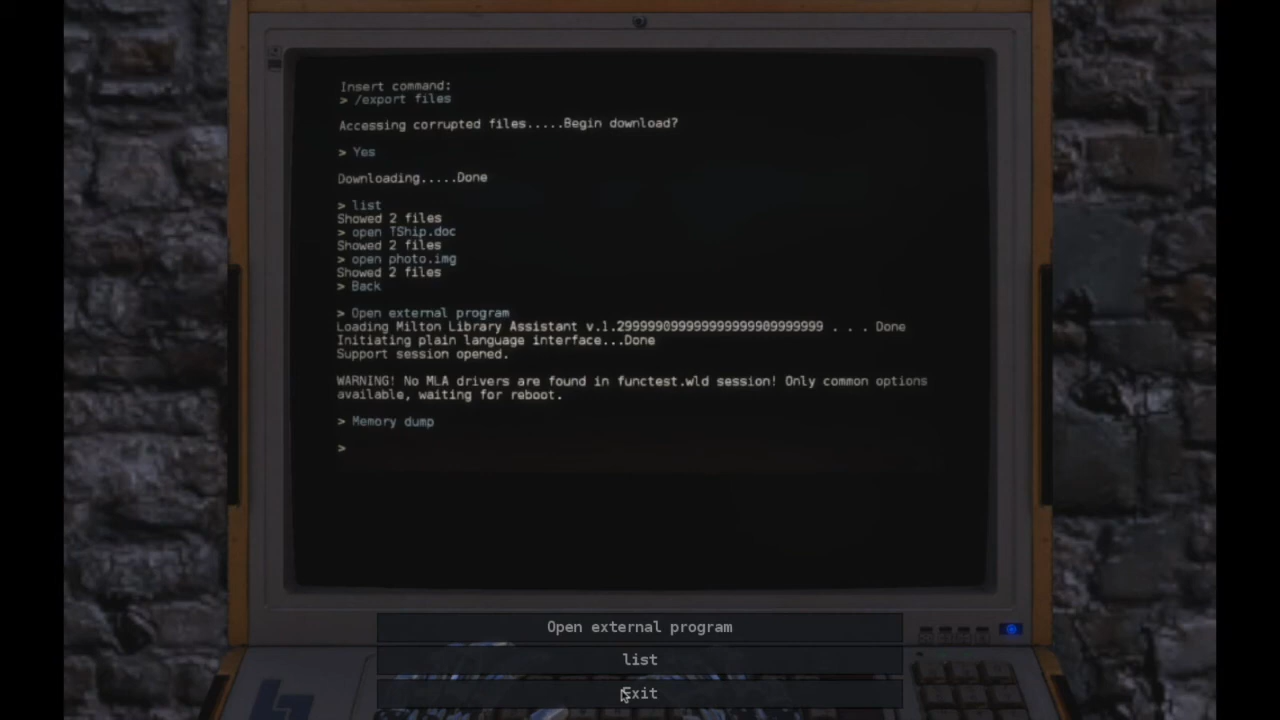 Insert command:
> /export files
Accessing corrupted files.....Begin download?
> Yes
Downloading.....Done
> list
Showed 2 files
> open TShip.doc
Showed 2 files
> open photo.img
Showed 2 files
> Back
> Open external program
Loading Milton Library Assistant v.1.2999990999999999999909999999 . . . Done
Initiating plain language interface...Done
Support session opened.
WARNING! No MLA drivers are found in functest.wld session! Only common options
available, waiting for reboot.
> Memory dump
>
Open external program
list
Exit